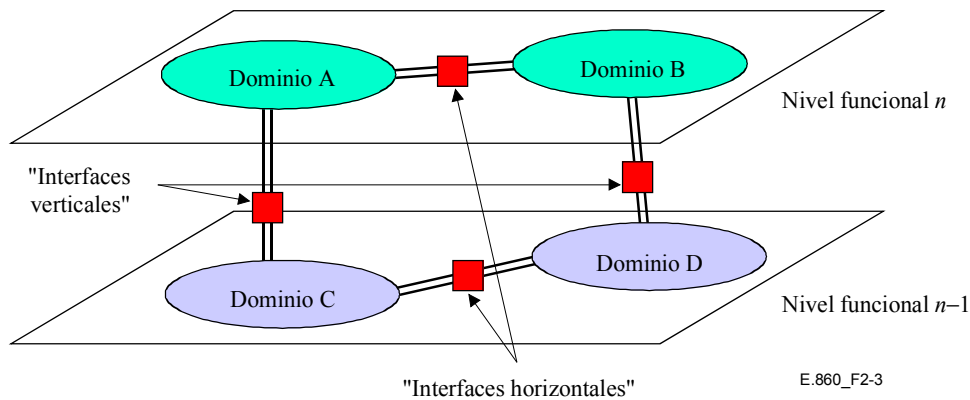 Dominio A
Dominio B
Nivel funcional n
"Interfaces
verticales"
Dominio C
Dominio D
Nivel funcional n–1
"Interfaces horizontales"
E.860_F2-3